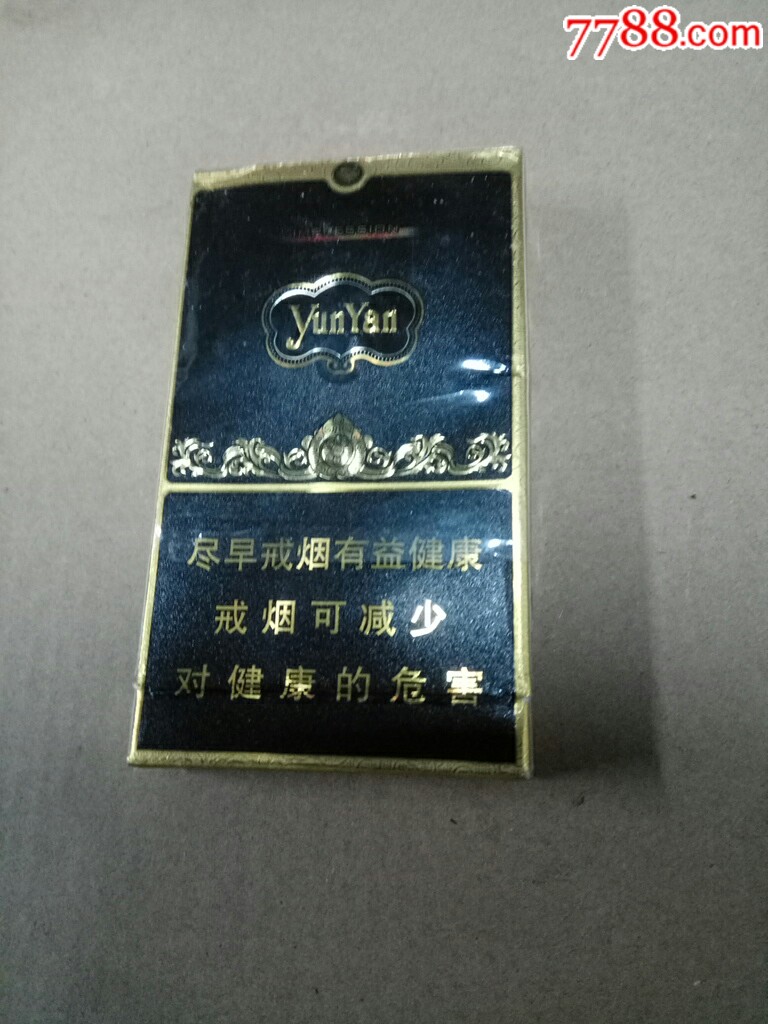 7788.com
IMPRESSION
YunYan
尽早戒烟有益健康
戒烟可减少
对健康的危害